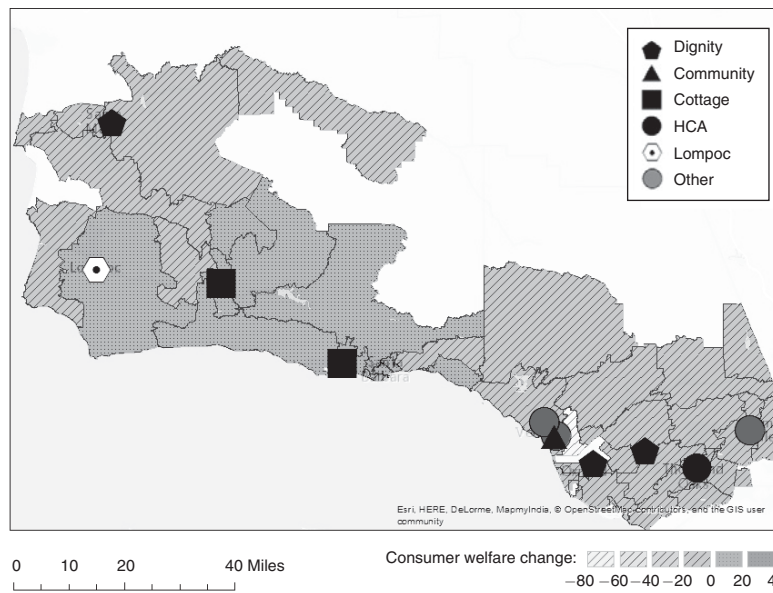 Dignity
Community
Cottage
HCA
Lompoc
Other
Esri, HERE, DeLorme, MapmyIndia, © OpenStreetMap contributors, and the GIS user
community
0 10 20 40 Miles
Consumer welfare change:
−80 −60 −40 −20 0 20 4